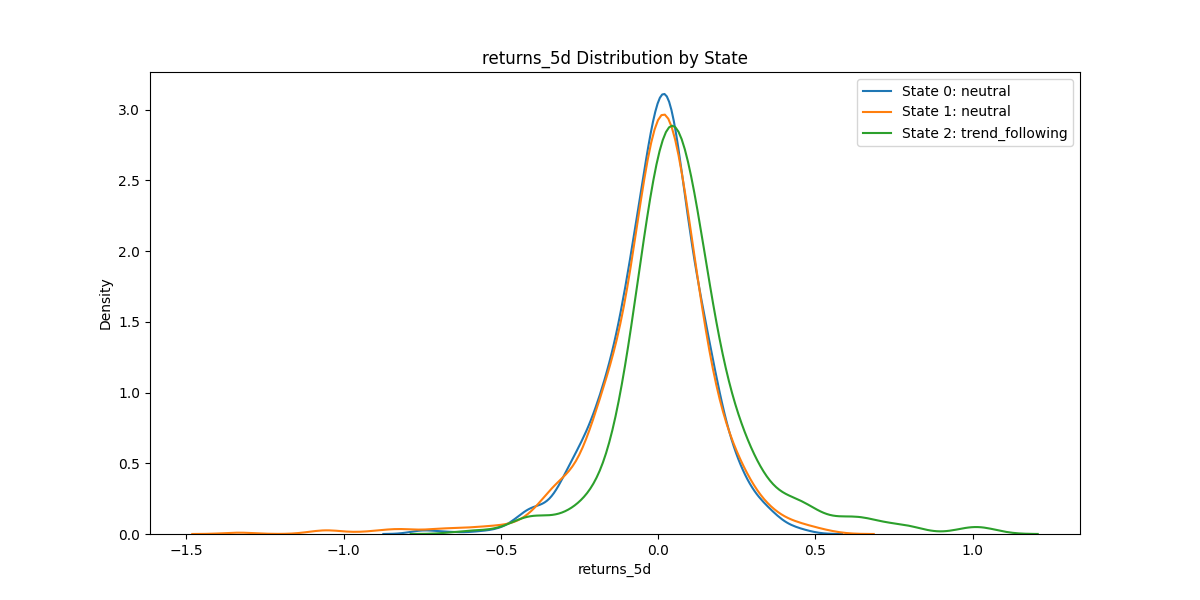 returns_5d Distribution by State
State 0: neutral
State 1: neutral
State 2: trend_following
Density
3.0
2.5
2.0
1.5
1.0
0.5
0.0
−1.5
−1.0
−0.5
0.0
0.5
1.0
returns_5d